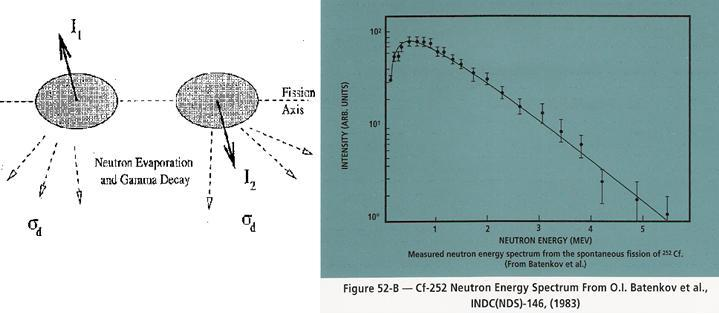 I₁
Fission
Axis
Neutron Evaporation
and Gamma Decay
I₂
σd
σd
INTENSITY (ARB. UNITS)
10²
10¹
10⁰
1
2
3
4
5
NEUTRON ENERGY (MEV)
Measured neutron energy spectrum from the spontaneous fission of ²⁵² Cf.
(From Batenkov et al.)
Figure 52-B — Cf-252 Neutron Energy Spectrum From O.I. Batenkov et al.,
INDC(NDS)-146, (1983)